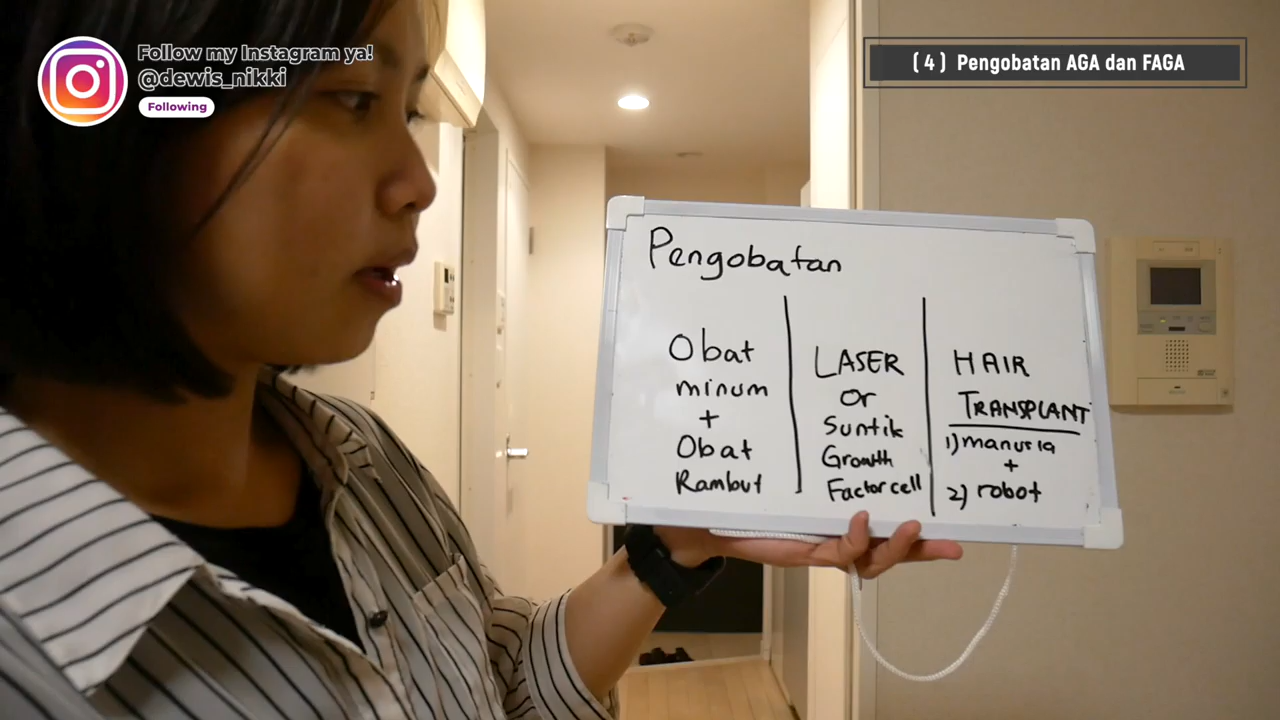 Follow my Instagram ya!
@dewis_nikki
Following
(4) Pengobatan AGA dan FAGA
Pengobatan
Obat
minum
+
Obat
Rambut
LASER
or
Suntik
Growth
Factor cell
HAIR
TRANSPLANT
1) manusia
+
2) robot